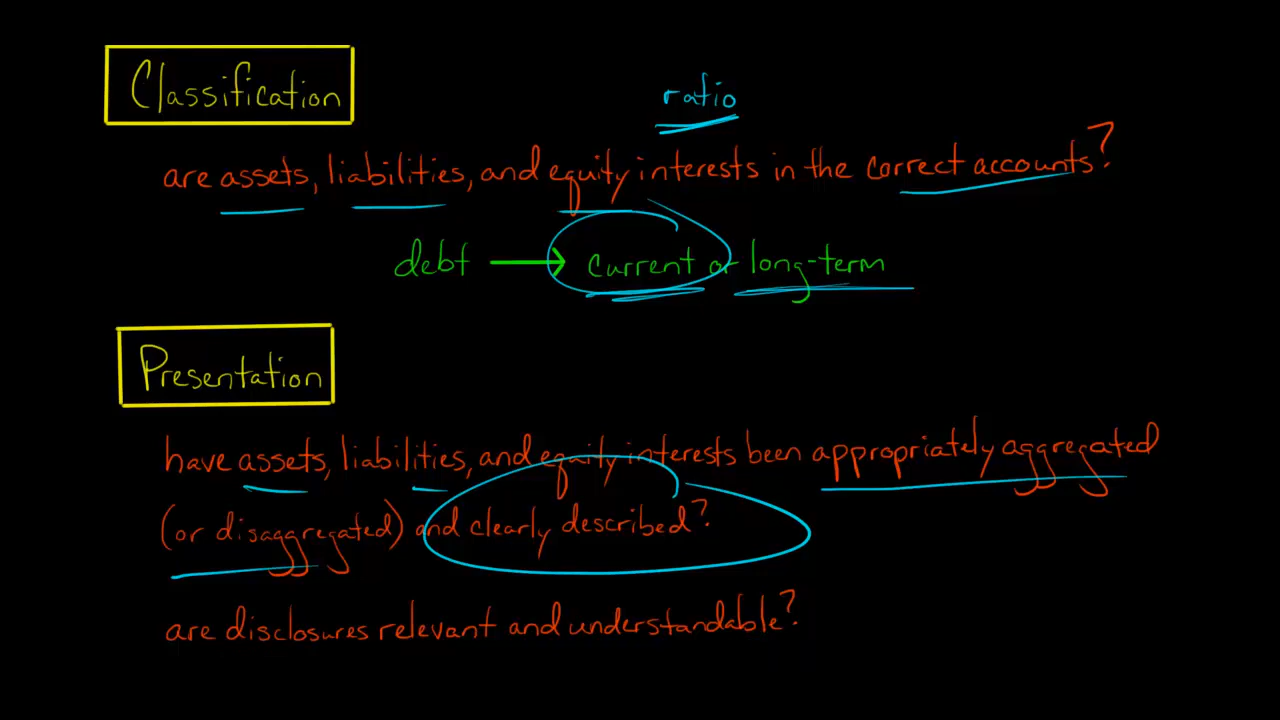 Classification
ratio
are assets, liabilities, and equity interests in the correct accounts?
debt → current or long-term
Presentation
have assets, liabilities, and equity interests been appropriately aggregated
(or disaggregated) and clearly described?
are disclosures relevant and understandable?